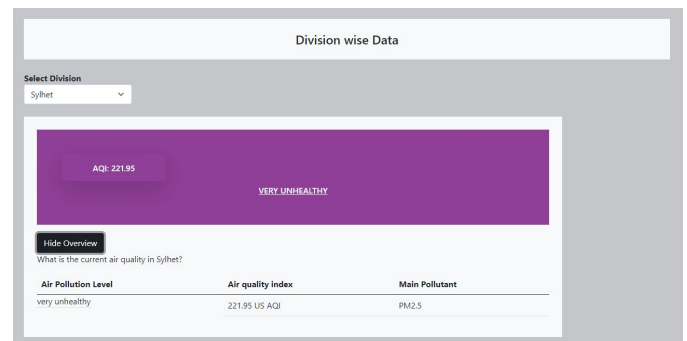 Division wise Data
Select Division
Sylhet
AQI: 221.95
VERY UNHEALTHY
Hide Overview
What is the current air quality in Sylhet?
Air Pollution Level Air quality index Main Pollutant
very unhealthy 221.95 US AQI PM2.5